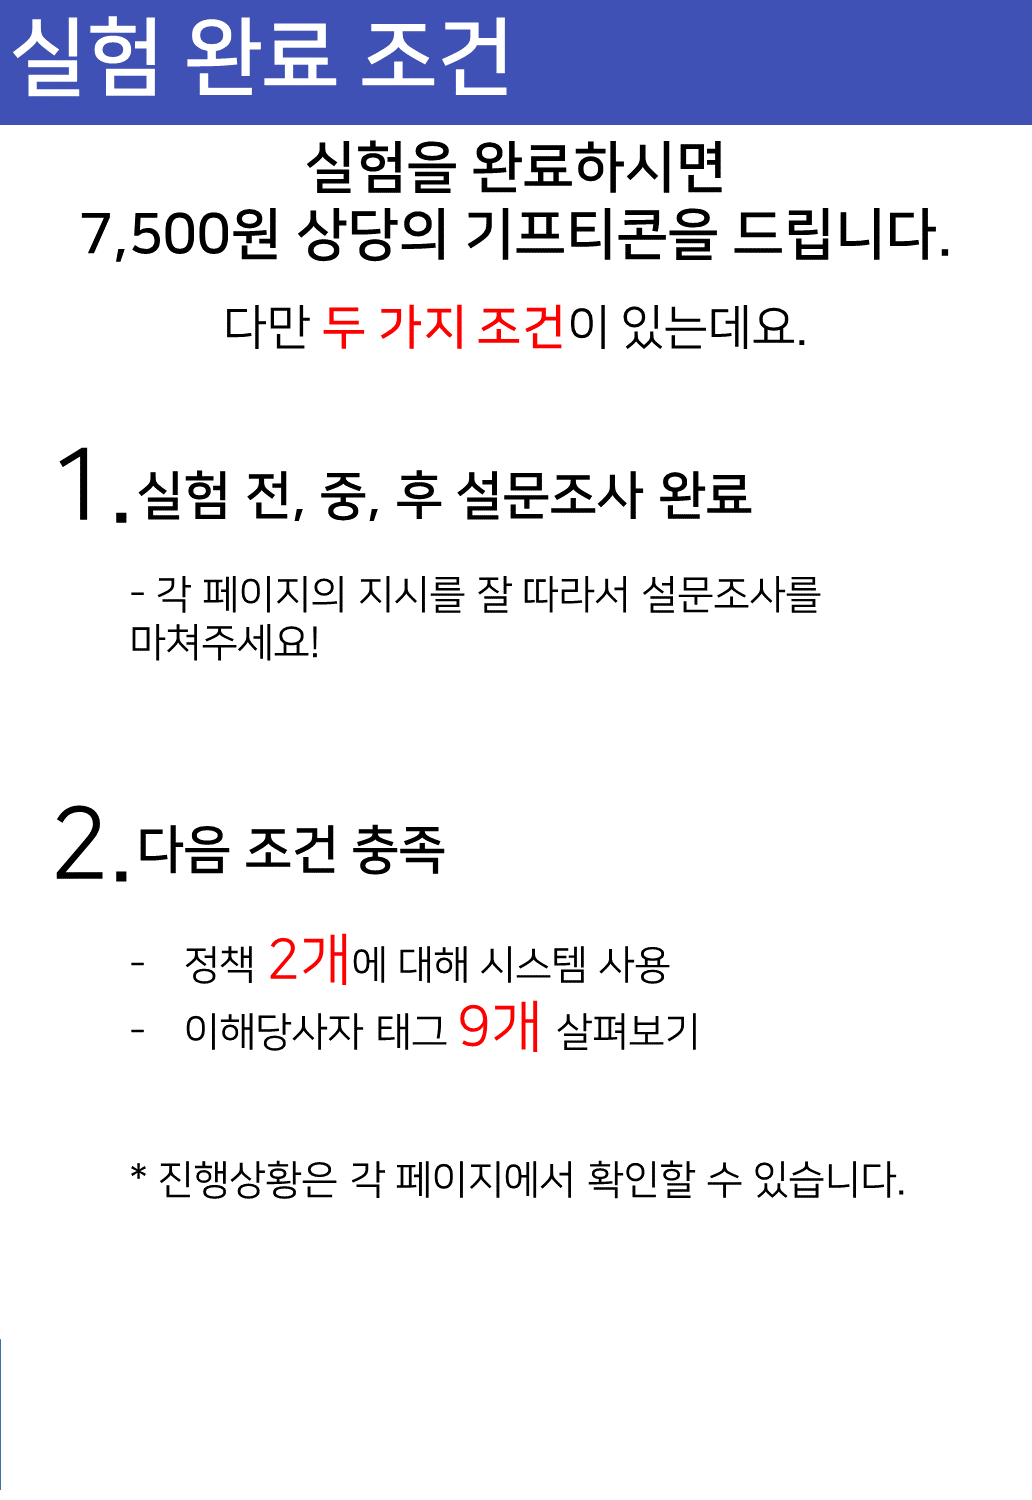 실험 완료 조건
실험을 완료하시면
7,500원 상당의 기프티콘을 드립니다.
다만 두 가지 조건이 있는데요.
1. 실험 전, 중, 후 설문조사 완료
- 각 페이지의 지시를 잘 따라서 설문조사를
마쳐주세요!
2. 다음 조건 충족
- 정책 2개에 대해 시스템 사용
- 이해당사자 태그 9개 살펴보기
* 진행상황은 각 페이지에서 확인할 수 있습니다.